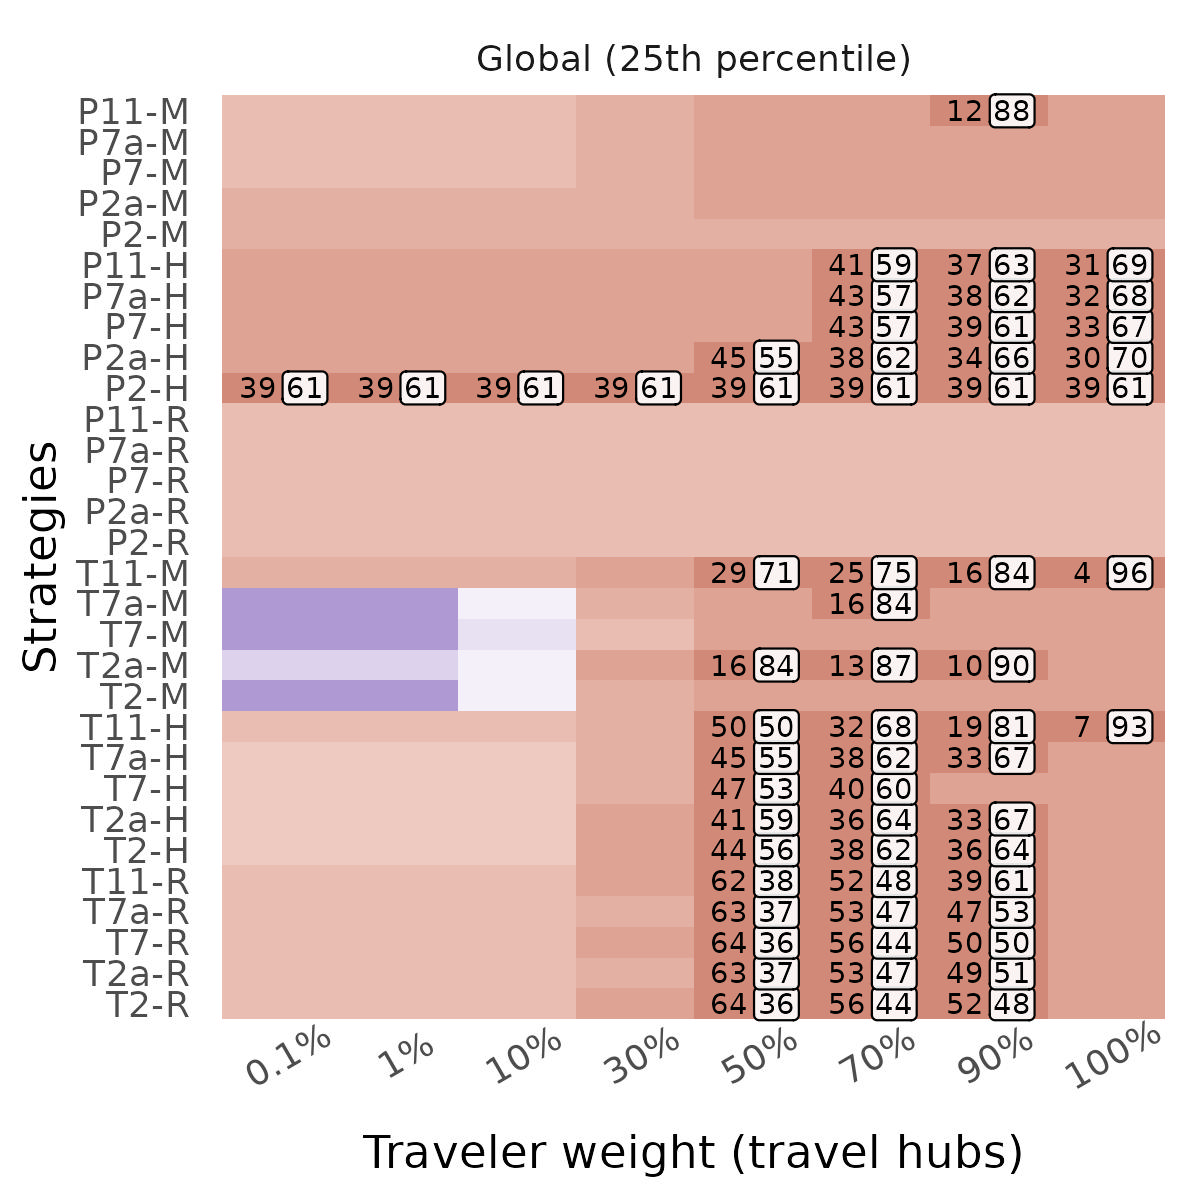 Global (25th percentile)
P11-M 12 88
P7a-M
P7-M
P2a-M
P2-M
P11-H 41 59 37 63 31 69
P7a-H 43 57 38 62 32 68
P7-H 43 57 39 61 33 67
P2a-H 45 55 38 62 34 66 30 70
P2-H 39 61 39 61 39 61 39 61 39 61 39 61 39 61 39 61
P11-R
P7a-R
P7-R
P2a-R
P2-R
T11-M 29 71 25 75 16 84 4 96
T7a-M 16 84
T7-M
T2a-M 16 84 13 87 10 90
T2-M
T11-H 50 50 32 68 19 81 7 93
T7a-H 45 55 38 62 33 67
T7-H 47 53 40 60
T2a-H 41 59 36 64 33 67
T2-H 44 56 38 62 36 64
T11-R 62 38 52 48 39 61
T7a-R 63 37 53 47 47 53
T7-R 64 36 56 44 50 50
T2a-R 63 37 53 47 49 51
T2-R 64 36 56 44 52 48
Strategies
0.1% 1% 10% 30% 50% 70% 90% 100%
Traveler weight (travel hubs)